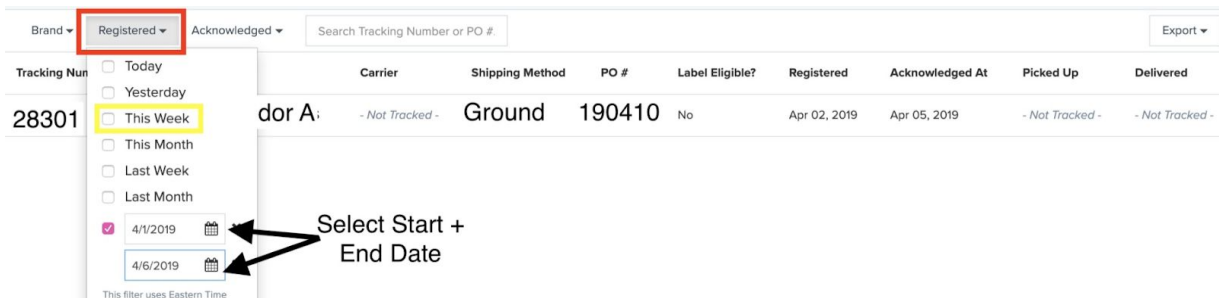 Brand Registered Acknowledged Search Tracking Number or PO # Export
Tracking Num Carrier Shipping Method PO # Label Eligible? Registered Acknowledged At Picked Up Delivered
28301 dor A - Not Tracked - Ground 190410 No Apr 02, 2019 Apr 05, 2019 - Not Tracked - - Not Tracked -
Today
Yesterday
This Week
This Month
Last Week
Last Month
4/1/2019
4/6/2019
This filter uses Eastern Time
Select Start +
End Date